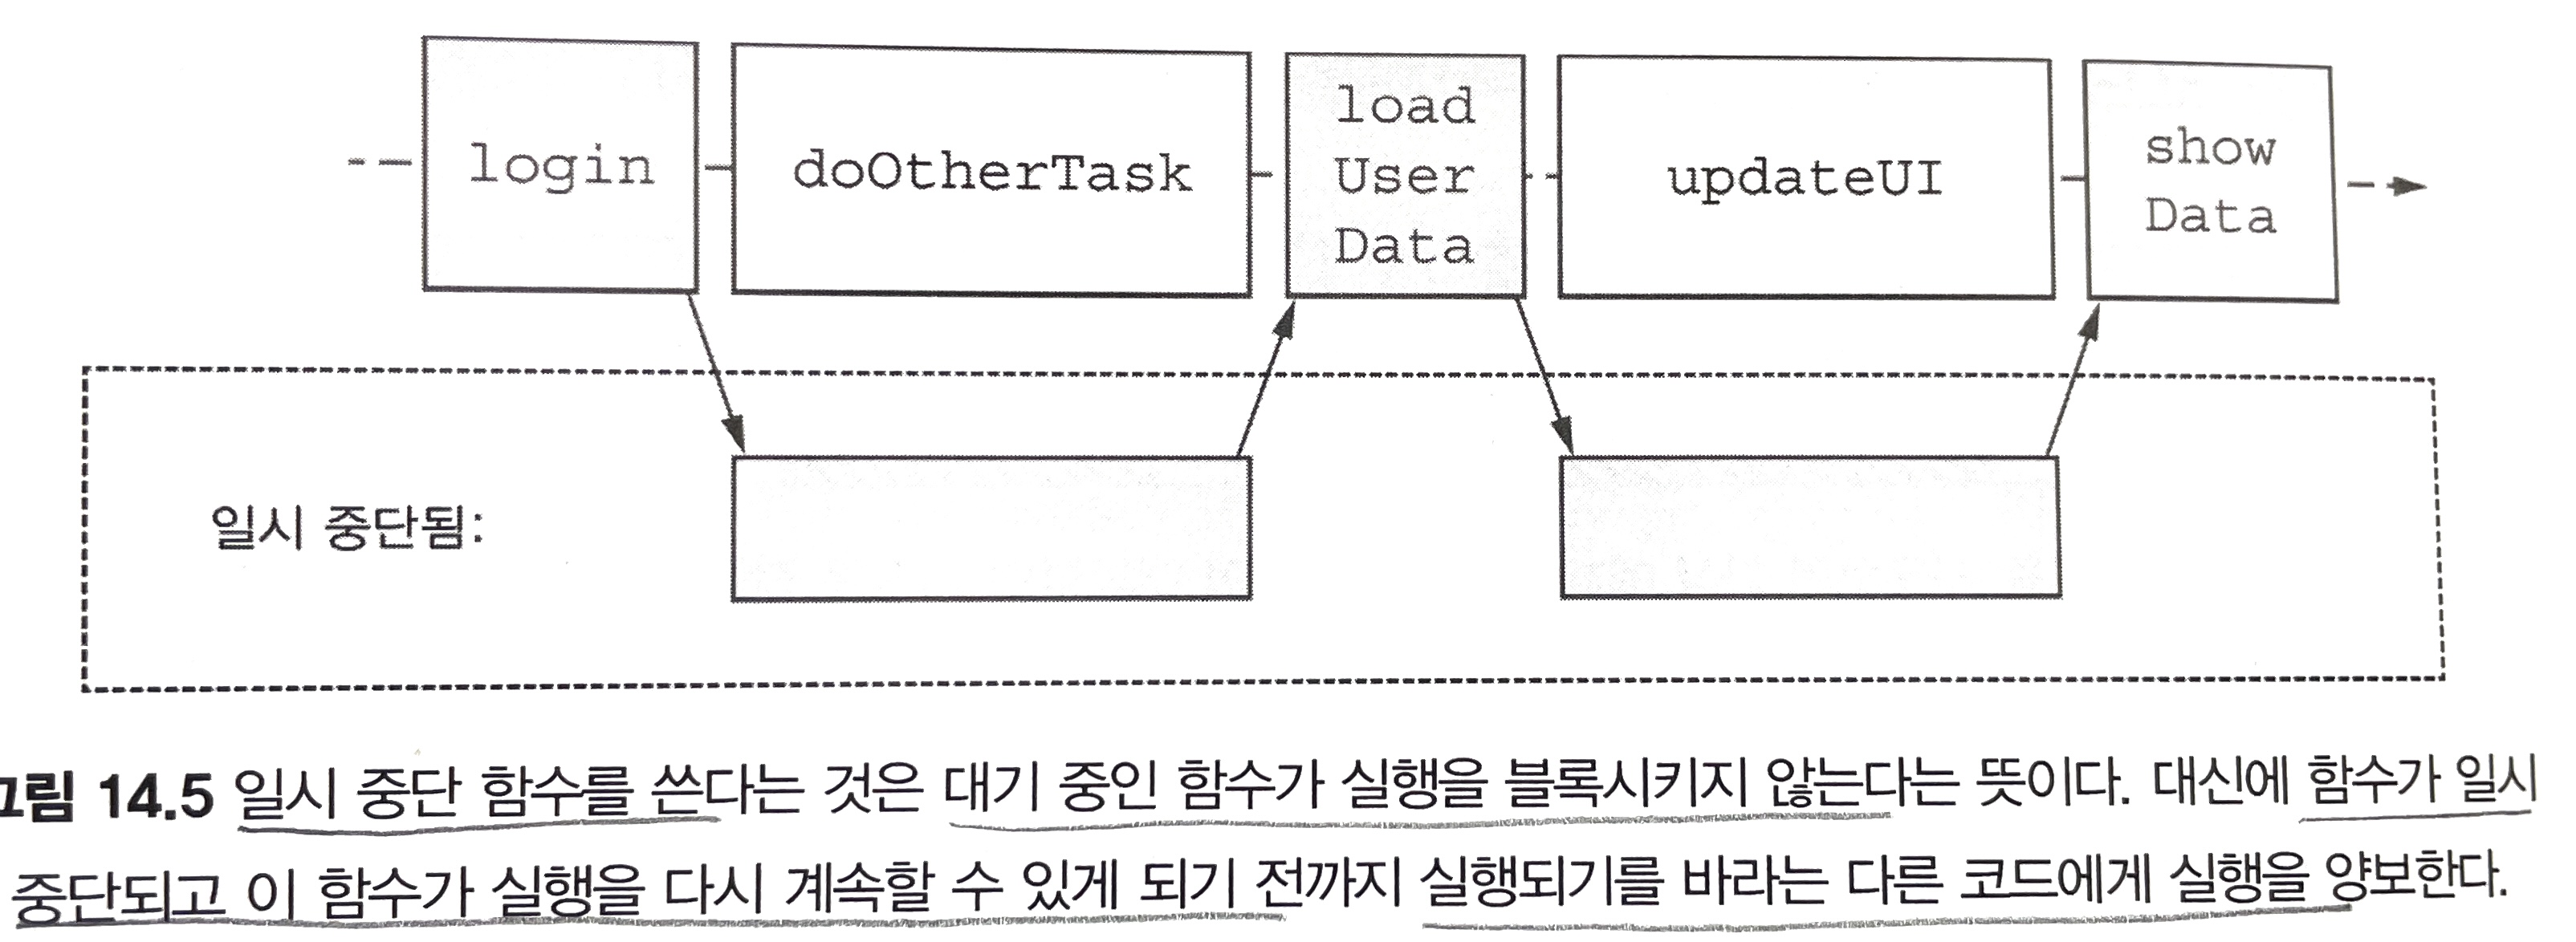 login
doOtherTask
load
User
Data
updateUI
show
Data
일시 중단됨:
그림 14.5 일시 중단 함수를 쓴다는 것은 대기 중인 함수가 실행을 블록시키지 않는다는 뜻이다. 대신에 함수가 일시
중단되고 이 함수가 실행을 다시 계속할 수 있게 되기 전까지 실행되기를 바라는 다른 코드에게 실행을 양보한다.